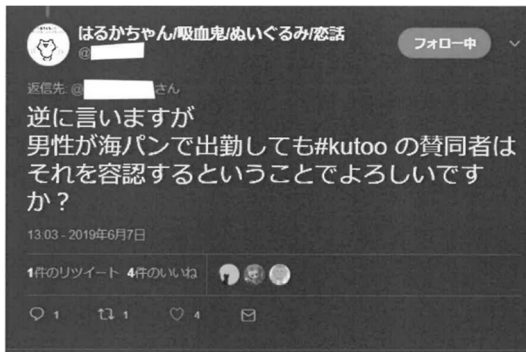 はるかちゃん/吸血鬼/ぬいぐるみ/恋話
@
フォロー中
返信先: @ さん
逆に言いますが
男性が海パンで出勤しても#kutoo の賛同者は
それを容認するということでよろしいです
か？
13:03 - 2019年6月7日
1件のリツイート 4件のいいね
1 1 4